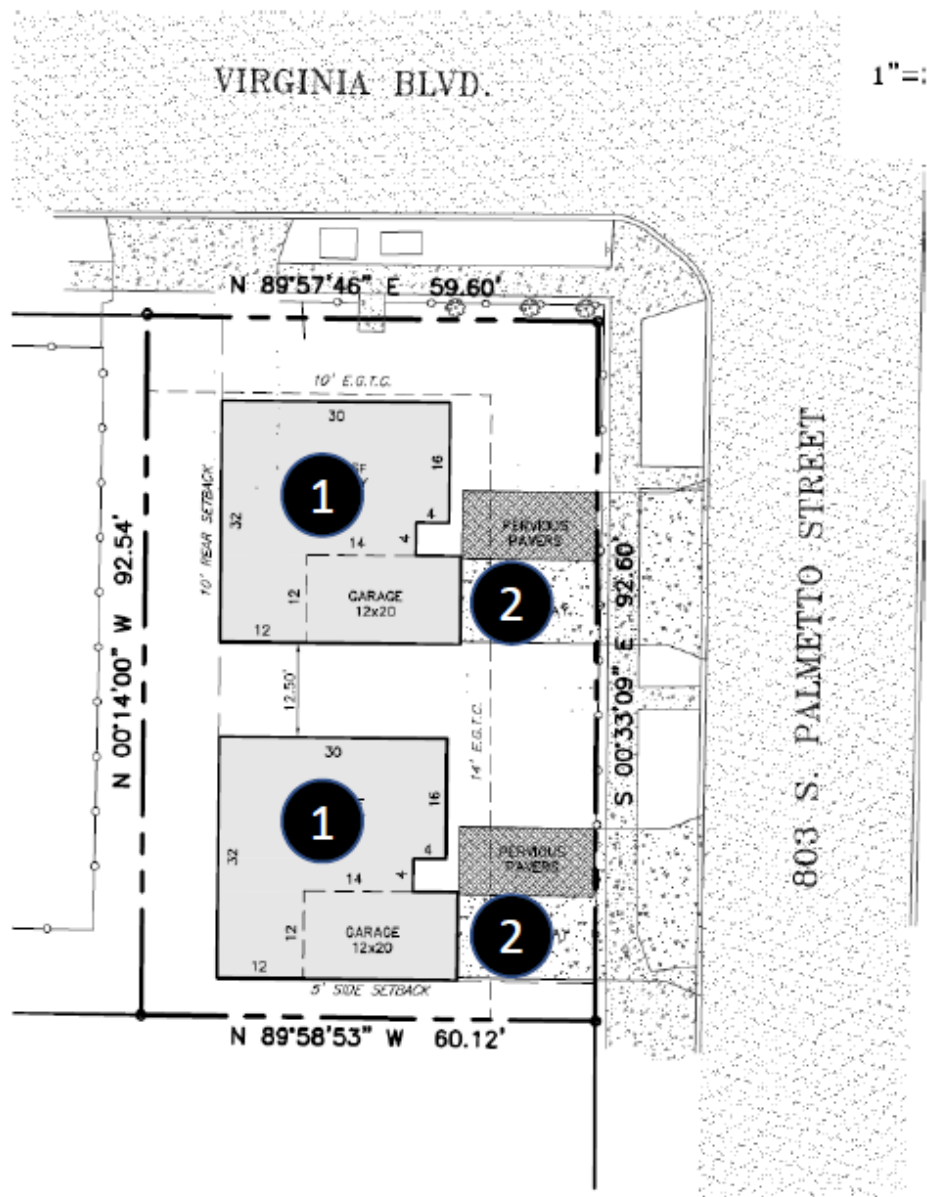 VIRGINIA BLVD.
1"=
N 89°57'46" E 59.60'
10' E.G.T.C.
30
1
16
32
10' REAR SETBACK
4
4
14
PERVIOUS
PAVERS
12
GARAGE
12x20
2
12
N 00°14'00" W 92.54'
S 00°33'09" E 92.60'
803 S. PALMETTO STREET
12.50'
14' E.G.T.C.
30
1
16
32
4
4
14
PERVIOUS
PAVERS
12
GARAGE
12x20
2
12
5' SIDE SETBACK
N 89°58'53" W 60.12'